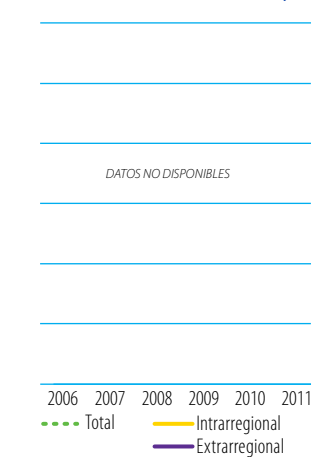 DATOS NO DISPONIBLES
2006 2007 2008 2009 2010 2011
Total Intrarregional
Extrarregional